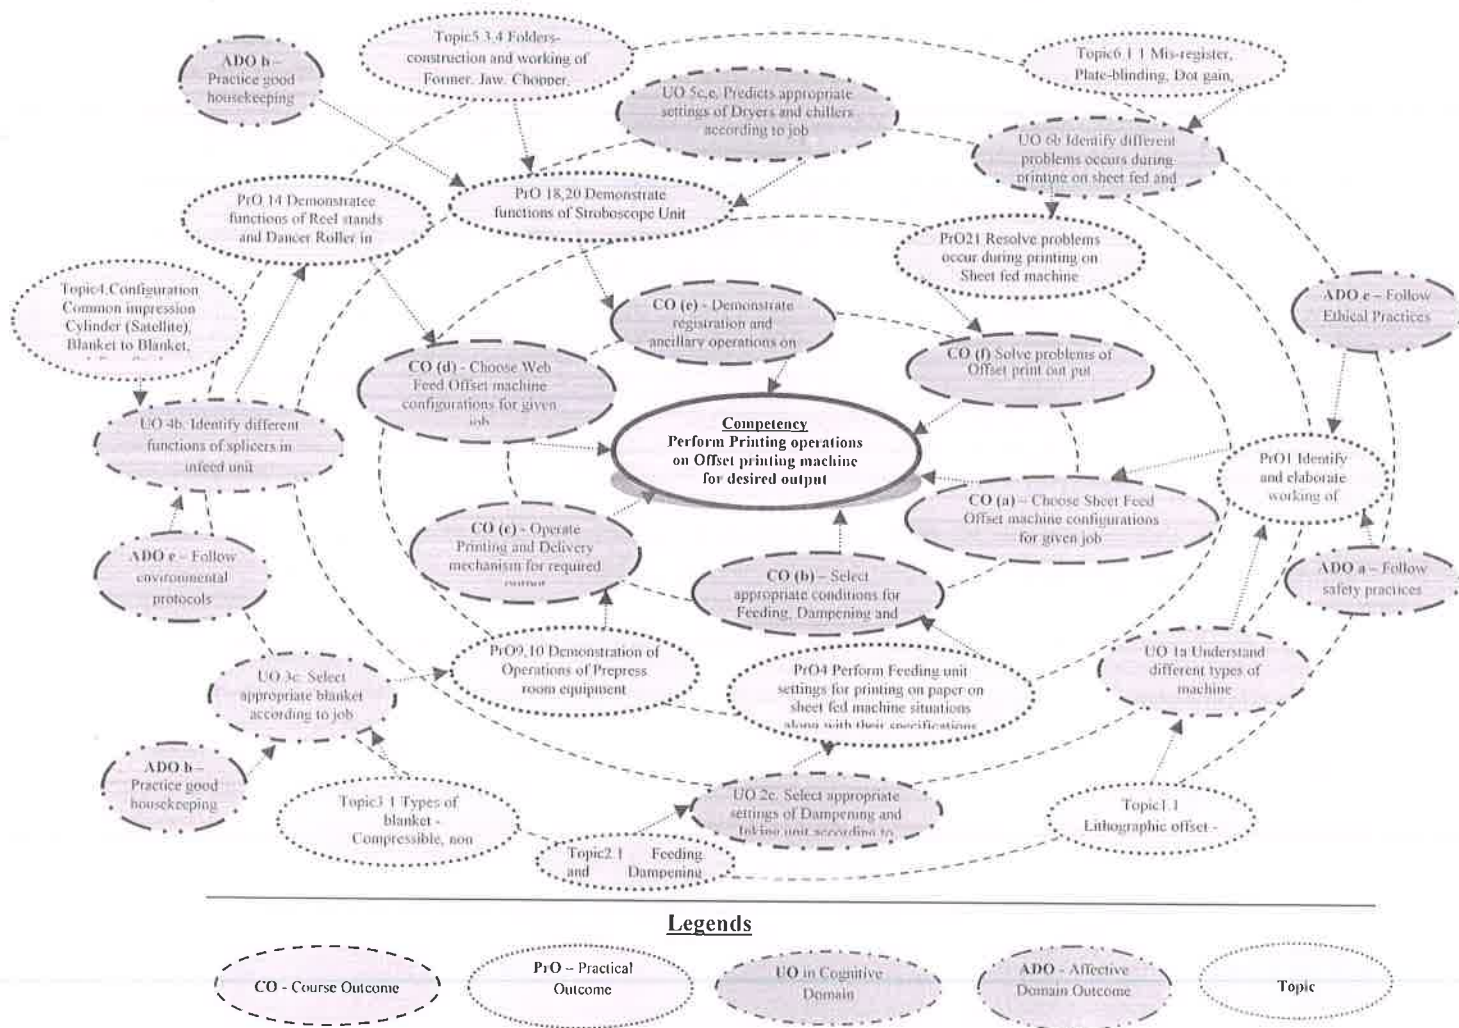 Topic5.3.4 Folders-
construction and working of
Former, Jaw, Chopper,
Topic6.1 1 Mis-register,
Plate-blinding, Dot gain,
ADO b –
Practice good
housekeeping
UO 5c,e. Predicts appropriate
settings of Dryers and chillers
according to job
UO 6b Identify different
problems occurs during
printing on sheet fed and
PrO 14 Demonstratee
functions of Reel stands
and Dancer Roller in
PrO 18,20 Demonstrate
functions of Stroboscope Unit
PrO21 Resolve problems
occur during printing on
Sheet fed machine
Topic4.Configuration
Common impression
Cylinder (Satellite),
Blanket to Blanket,
ADO e – Follow
Ethical Practices
CO (e) - Demonstrate
registration and
ancillary operations on
CO (d) - Choose Web
Feed Offset machine
configurations for given
job
CO (f) Solve problems of
Offset print out put
UO 4b. Identify different
functions of splicers in
infeed unit
Competency
Perform Printing operations
on Offset printing machine
for desired output
PrO1 Identify
and elaborate
working of
CO (a) – Choose Sheet Feed
Offset machine configurations
for given job
CO (c) - Operate
Printing and Delivery
mechanism for required
output
ADO e – Follow
environmental
protocols
CO (b) – Select
appropriate conditions for
Feeding, Dampening and
ADO a – Follow
safety practices
PrO9,10 Demonstration of
Operations of Prepress
room equipment
UO 3c. Select
appropriate blanket
according to job
PrO4 Perform Feeding unit
settings for printing on paper on
sheet fed machine situations
along with their specifications
UO 1a Understand
different types of
machine
ADO b –
Practice good
housekeeping
Topic3 1 Types of
blanket -
Compressible, non
UO 2c. Select appropriate
settings of Dampening and
Inking unit according to
Topic1.1
Lithographic offset -
Topic2.1 Feeding
and Dampening
Legends
CO - Course Outcome
PrO – Practical
Outcome
UO in Cognitive
Domain
ADO - Affective
Domain Outcome
Topic